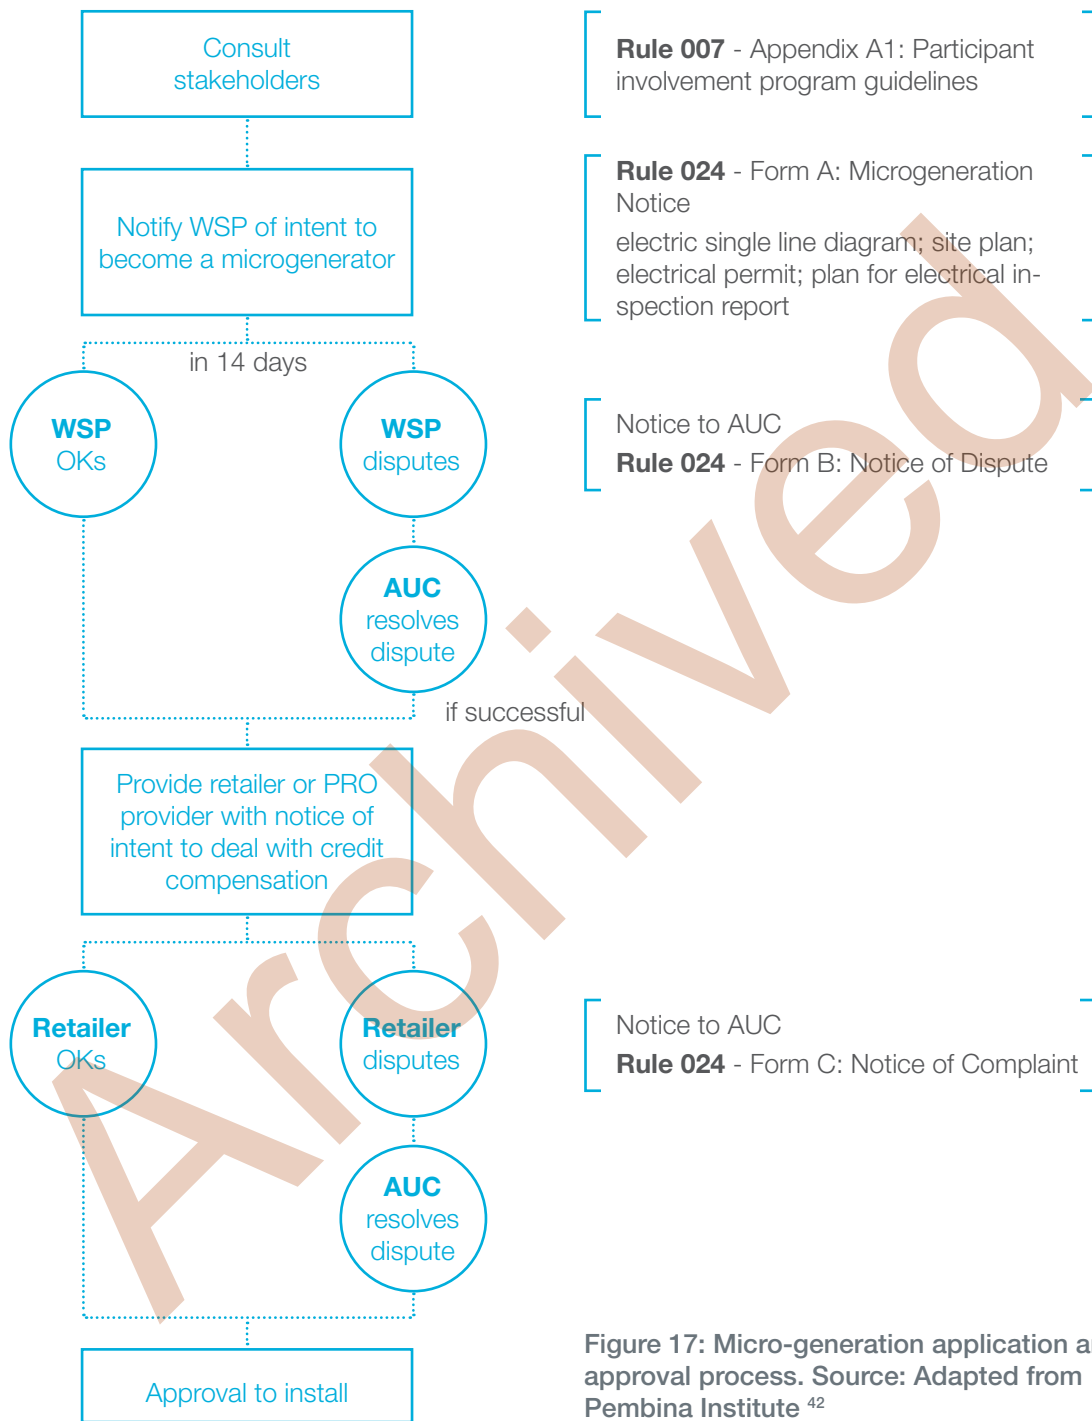 Consult
stakeholders
Rule 007 - Appendix A1: Participant
involvement program guidelines
Notify WSP of intent to
become a microgenerator
Rule 024 - Form A: Microgeneration
Notice
electric single line diagram; site plan;
electrical permit; plan for electrical in-
spection report
in 14 days
WSP
OKs
WSP
disputes
Notice to AUC
Rule 024 - Form B: Notice of Dispute
AUC
resolves
dispute
if successful
Provide retailer or PRO
provider with notice of
intent to deal with credit
compensation
Retailer
OKs
Retailer
disputes
Notice to AUC
Rule 024 - Form C: Notice of Complaint
AUC
resolves
dispute
Approval to install
Figure 17: Micro-generation application
approval process. Source: Adapted from
Pembina Institute 42
Archived